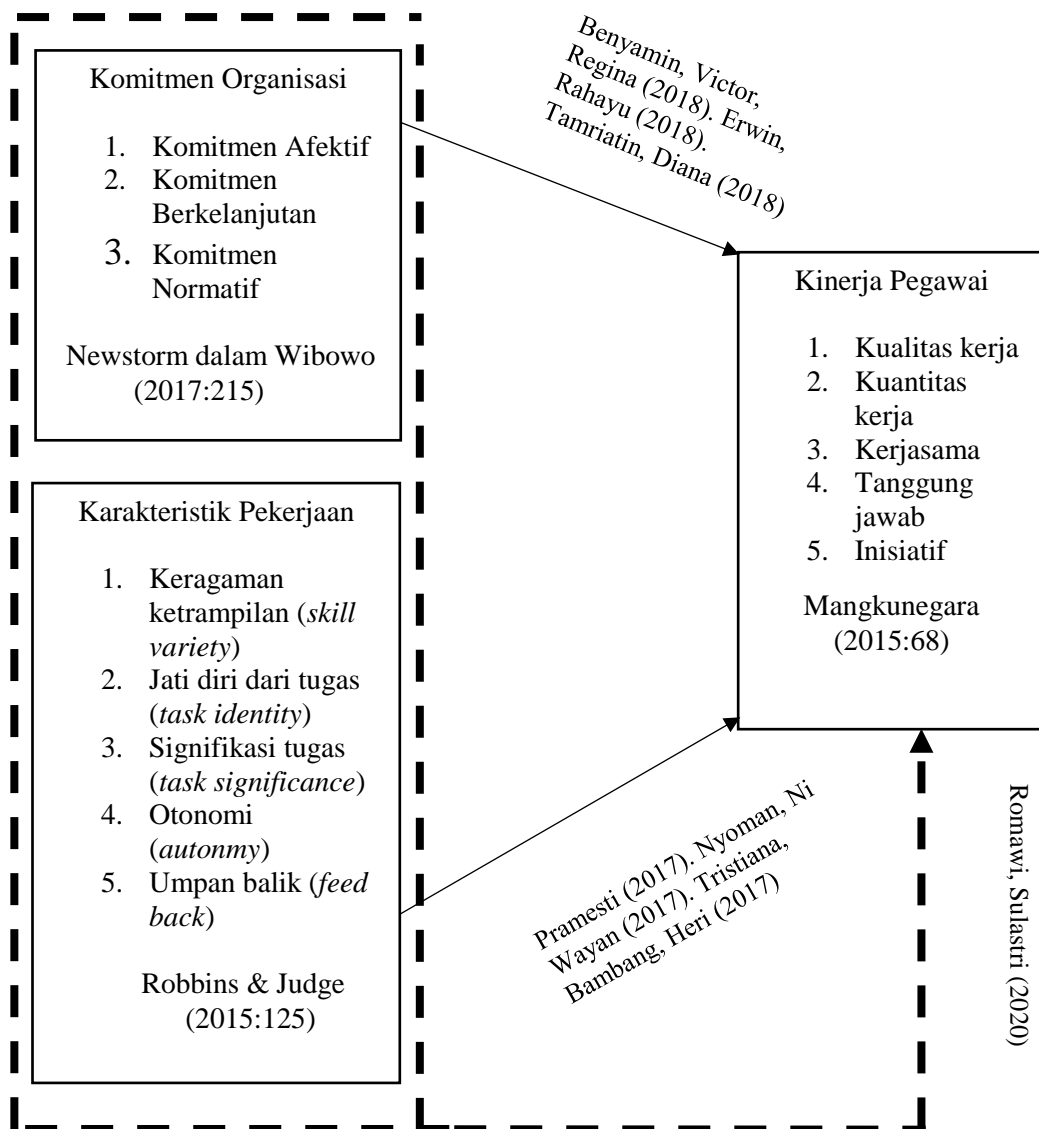 Komitmen Organisasi
1. Komitmen Afektif
2. Komitmen
Berkelanjutan
3. Komitmen
Normatif
Newstorm dalam Wibowo
(2017:215)
Karakteristik Pekerjaan
1. Keragaman
ketrampilan (skill
variety)
2. Jati diri dari tugas
(task identity)
3. Signifikasi tugas
(task significance)
4. Otonomi
(autonmy)
5. Umpan balik (feed
back)
Robbins & Judge
(2015:125)
Benyamin, Victor,
Regina (2018). Erwin,
Rahayu (2018).
Tamriatin, Diana (2018)
Pramesti (2017). Nyoman, Ni
Wayan (2017). Tristiana,
Bambang, Heri (2017)
Kinerja Pegawai
1. Kualitas kerja
2. Kuantitas
kerja
3. Kerjasama
4. Tanggung
jawab
5. Inisiatif
Mangkunegara
(2015:68)
Romawi, Sulastri (2020)